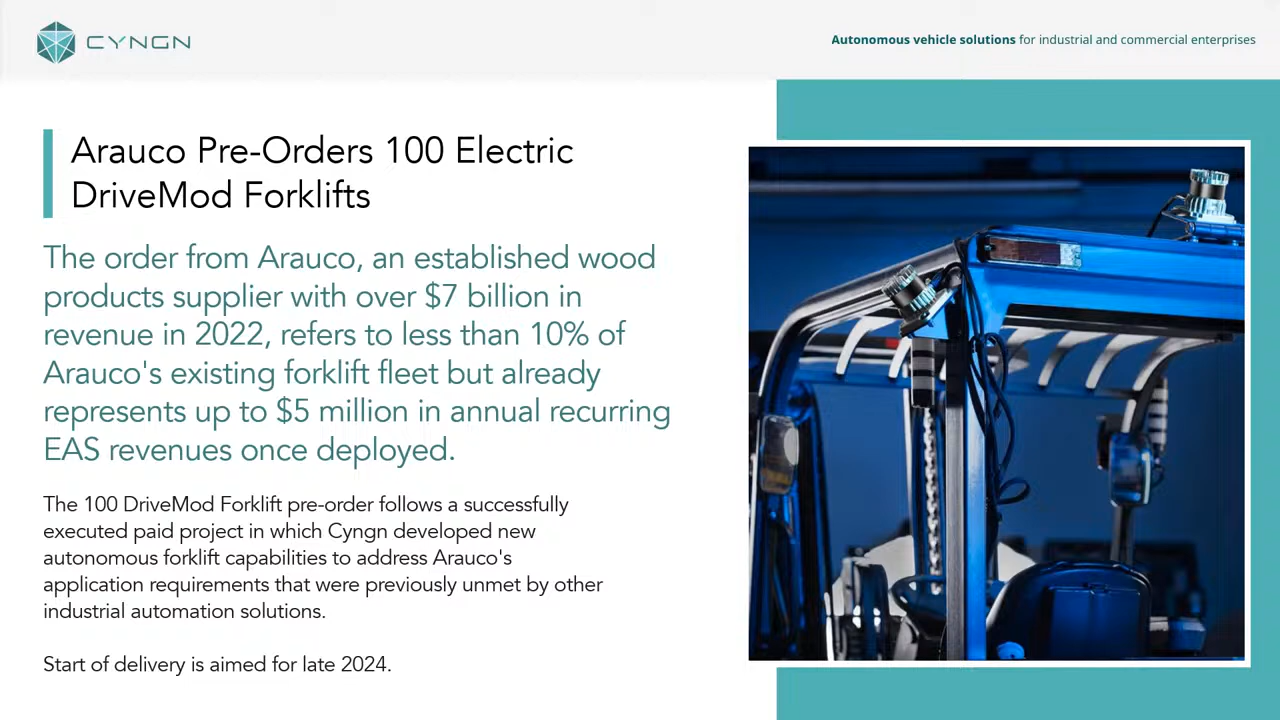 CYNGN
Autonomous vehicle solutions for industrial and commercial enterprises
Arauco Pre-Orders 100 Electric
DriveMod Forklifts
The order from Arauco, an established wood
products supplier with over $7 billion in
revenue in 2022, refers to less than 10% of
Arauco's existing forklift fleet but already
represents up to $5 million in annual recurring
EAS revenues once deployed.
The 100 DriveMod Forklift pre-order follows a successfully
executed paid project in which Cyngn developed new
autonomous forklift capabilities to address Arauco's
application requirements that were previously unmet by other
industrial automation solutions.
Start of delivery is aimed for late 2024.